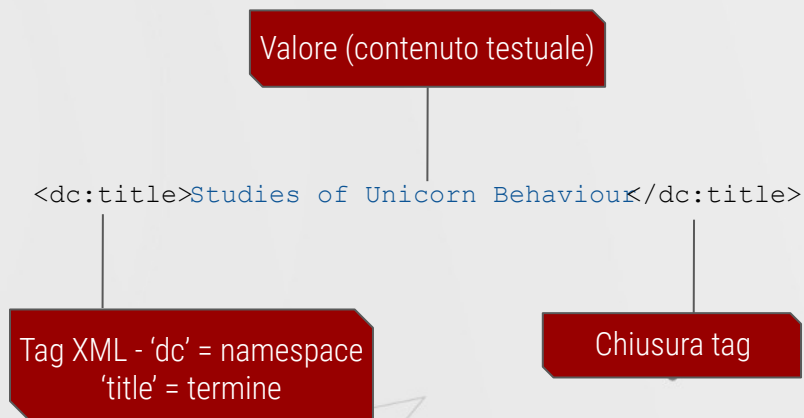 Valore (contenuto testuale)
<dc:title>Studies of Unicorn Behaviour</dc:title>
Tag XML - ‘dc’ = namespace
‘title’ = termine
Chiusura tag